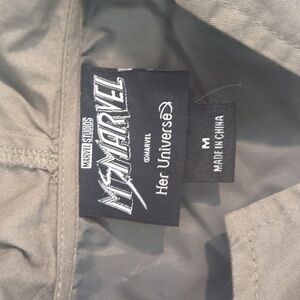 MARVEL STUDIOS
MS MARVEL
©MARVEL
Her Universe
M
MADE IN CHINA